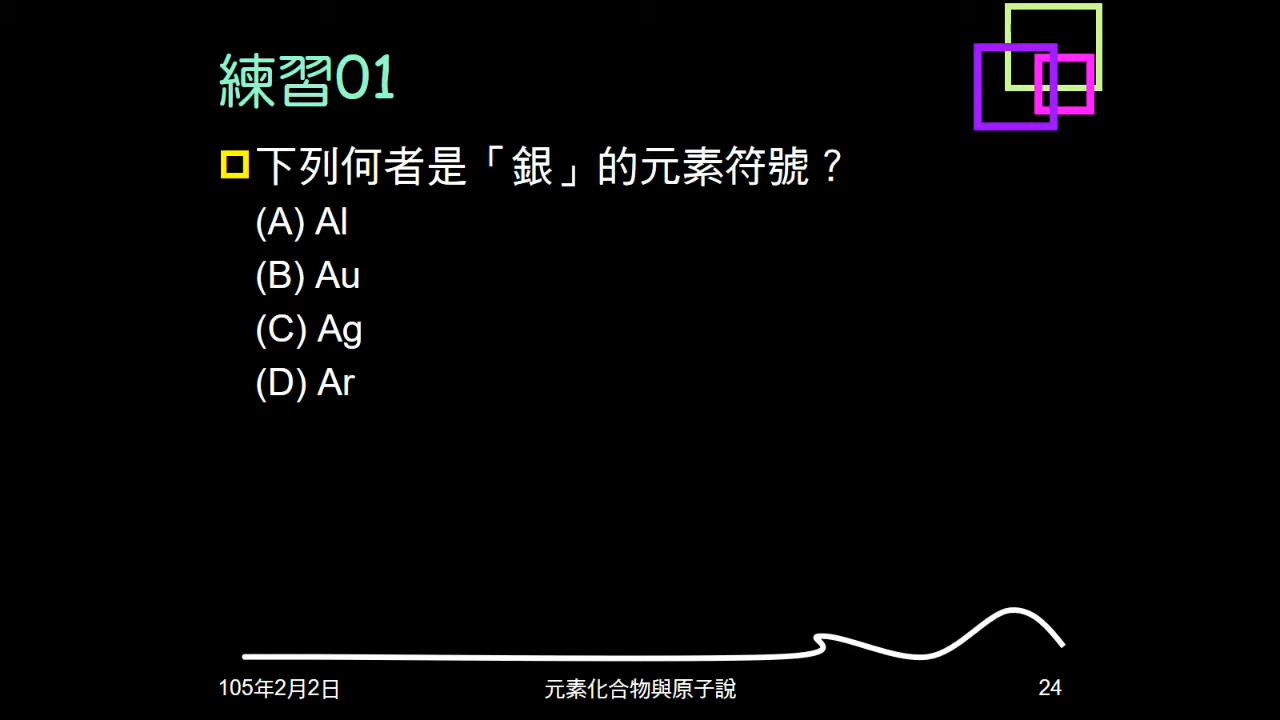 練習01
下列何者是「銀」的元素符號？
(A) Al
(B) Au
(C) Ag
(D) Ar
105年2月2日
元素化合物與原子說
24